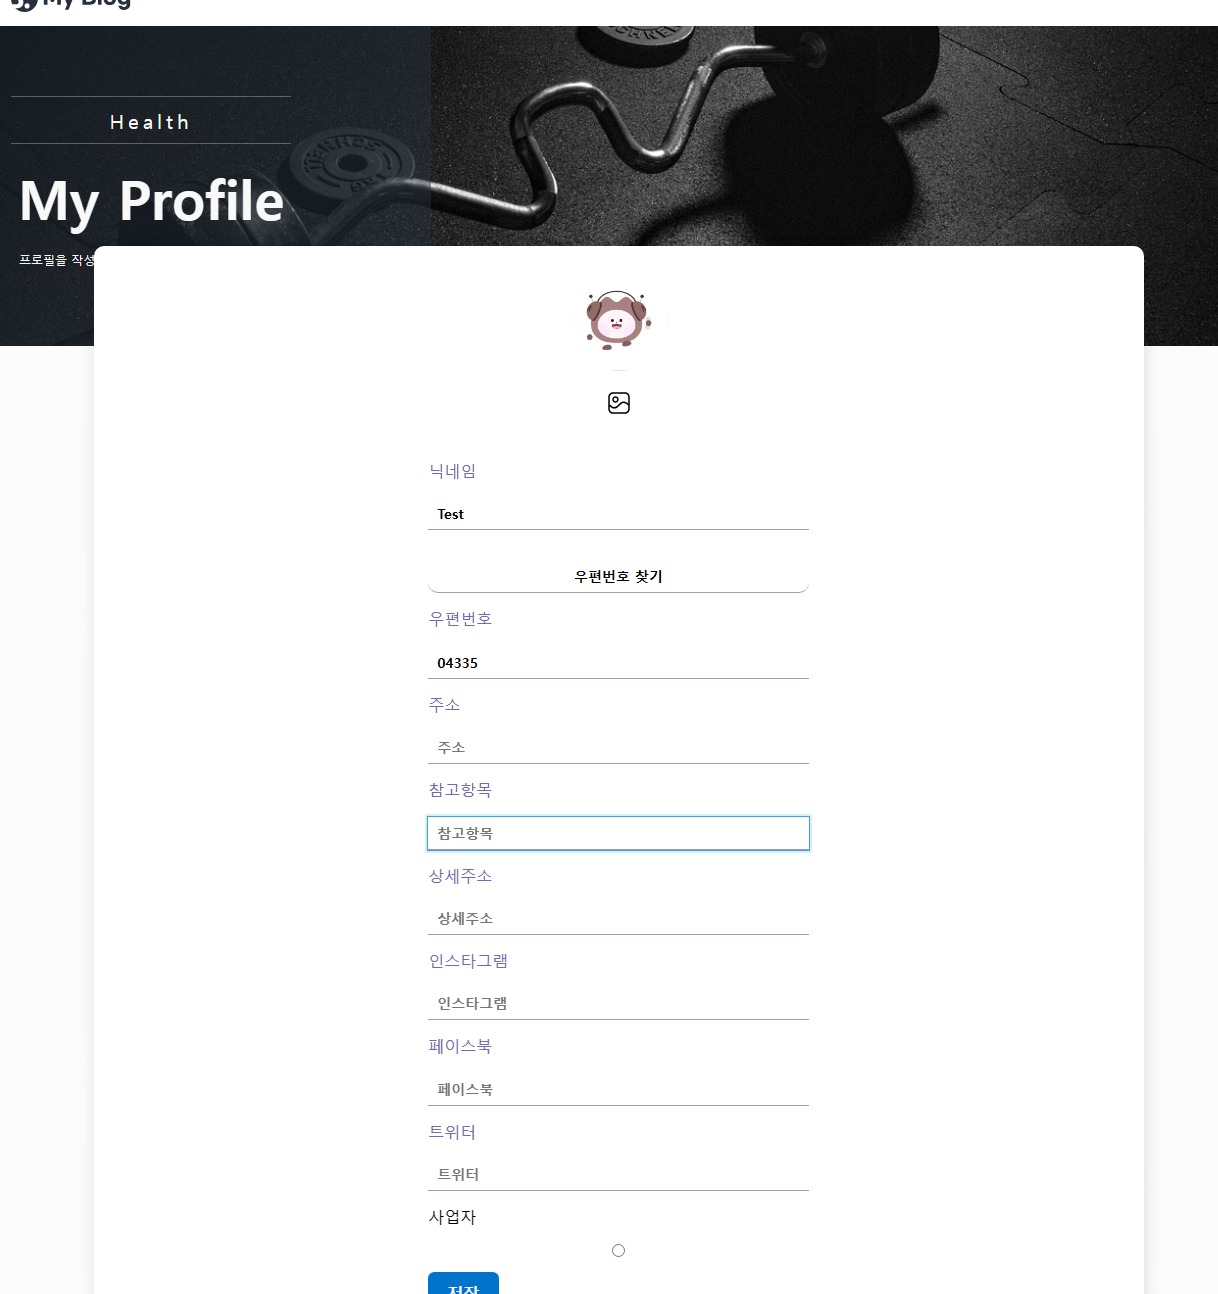 My Blog
Health
My Profile
프로필을 작성
닉네임
Test
우편번호 찾기
우편번호
04335
주소
주소
참고항목
참고항목
상세주소
상세주소
인스타그램
인스타그램
페이스북
페이스북
트위터
트위터
사업자
저장